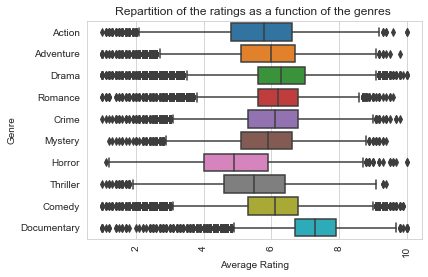 Repartition of the ratings as a function of the genres
Genre
Action
Adventure
Drama
Romance
Crime
Mystery
Horror
Thriller
Comedy
Documentary
2 4 6 8 10
Average Rating